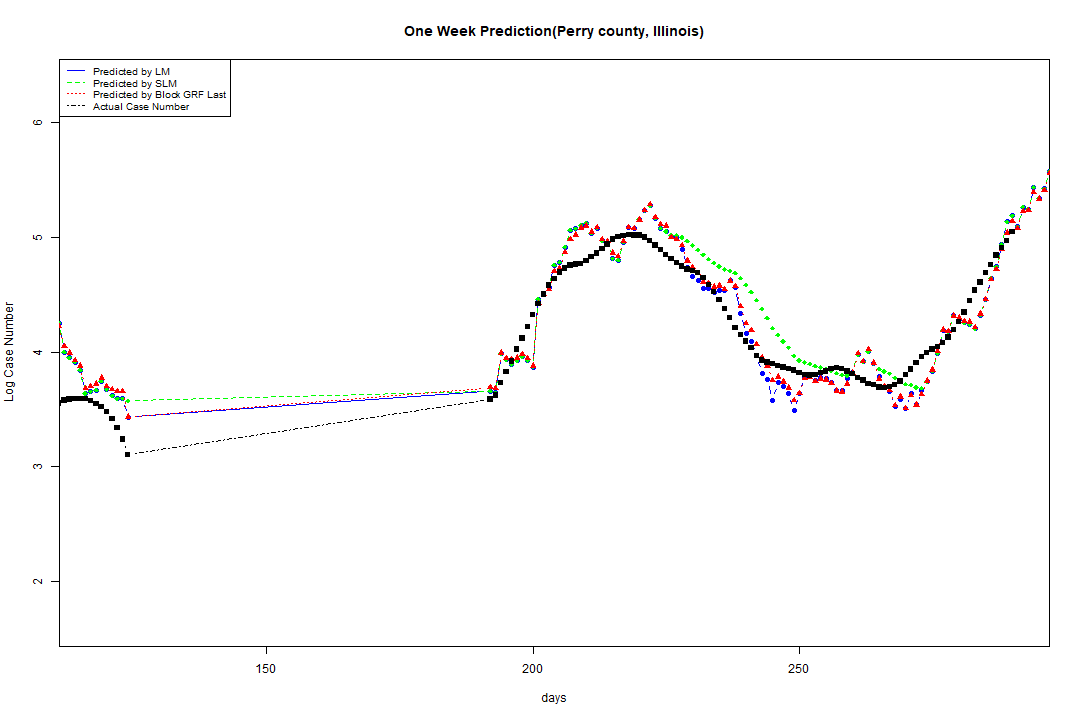 One Week Prediction(Perry county, Illinois)
Predicted by LM
Predicted by SLM
Predicted by Block GRF Last
Actual Case Number
6
5
4
3
2
Log Case Number
150
200
250
days